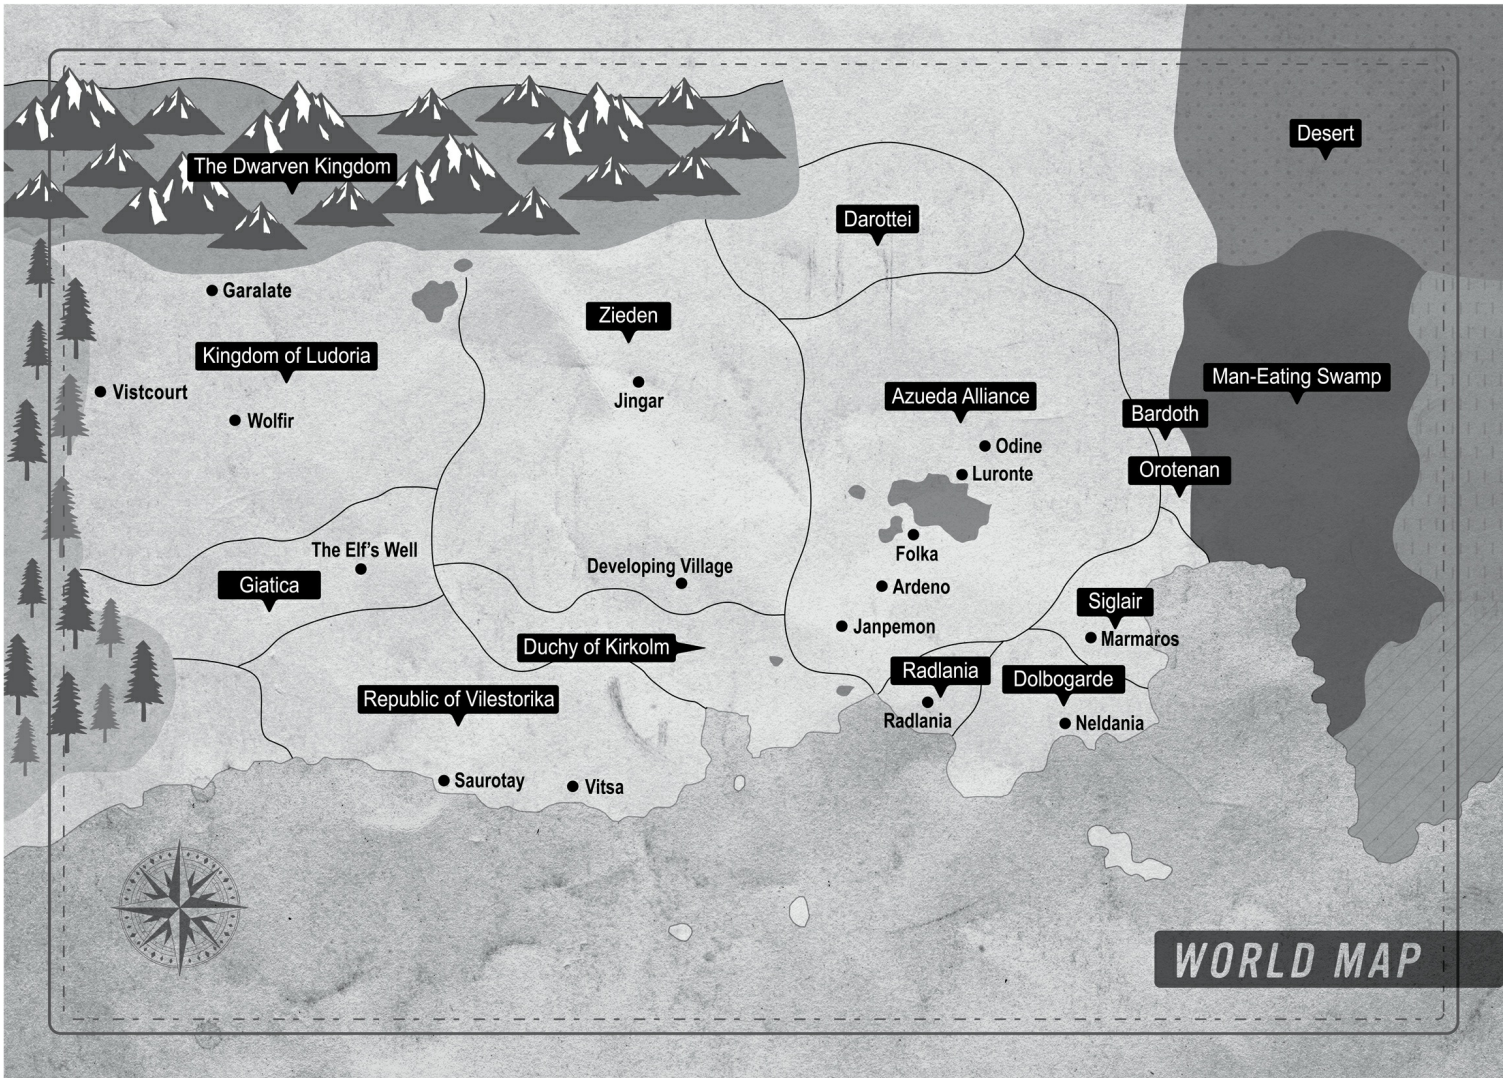 Desert
The Dwarven Kingdom
Darottei
Garalate
Zieden
Kingdom of Ludoria
Man-Eating Swamp
Vistcourt
Jingar
Azueda Alliance
Bardoth
Wolfir
Odine
Orotenan
Luronte
The Elf's Well
Folka
Developing Village
Giatica
Ardeno
Siglair
Janpemon
Marmaros
Duchy of Kirkolm
Radlania
Dolbogarde
Republic of Vilestorika
Radlania
Neldania
Saurotay
Vitsa
WORLD MAP